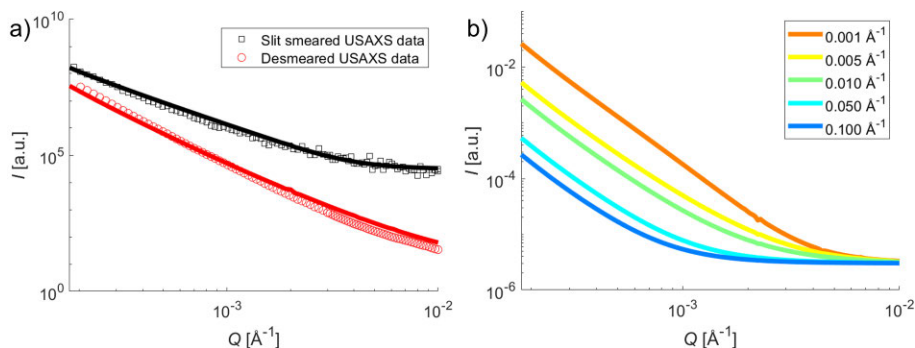 a)
10^10
10^5
10^0
I [a.u.]
Slit smeared USAXS data
Desmeared USAXS data
10^-3
10^-2
Q [Å^-1]
b)
10^-2
10^-4
10^-6
I [a.u.]
0.001 Å^-1
0.005 Å^-1
0.010 Å^-1
0.050 Å^-1
0.100 Å^-1
10^-3
10^-2
Q [Å^-1]